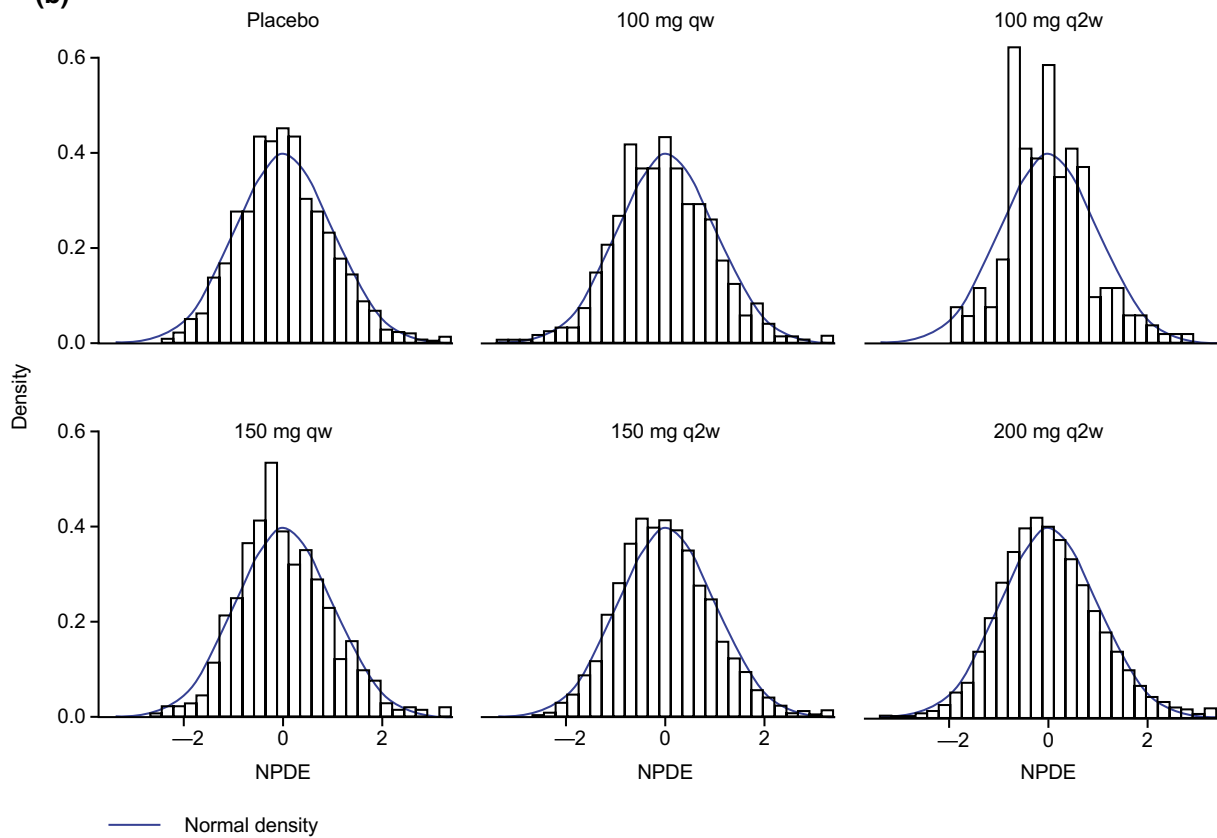 (b)
Placebo 100 mg qw 100 mg q2w
0.6
0.4
0.2
0.0
Density
150 mg qw 150 mg q2w 200 mg q2w
0.6
0.4
0.2
0.0
—2 0 2 —2 0 2 —2 0 2
NPDE NPDE NPDE
Normal density